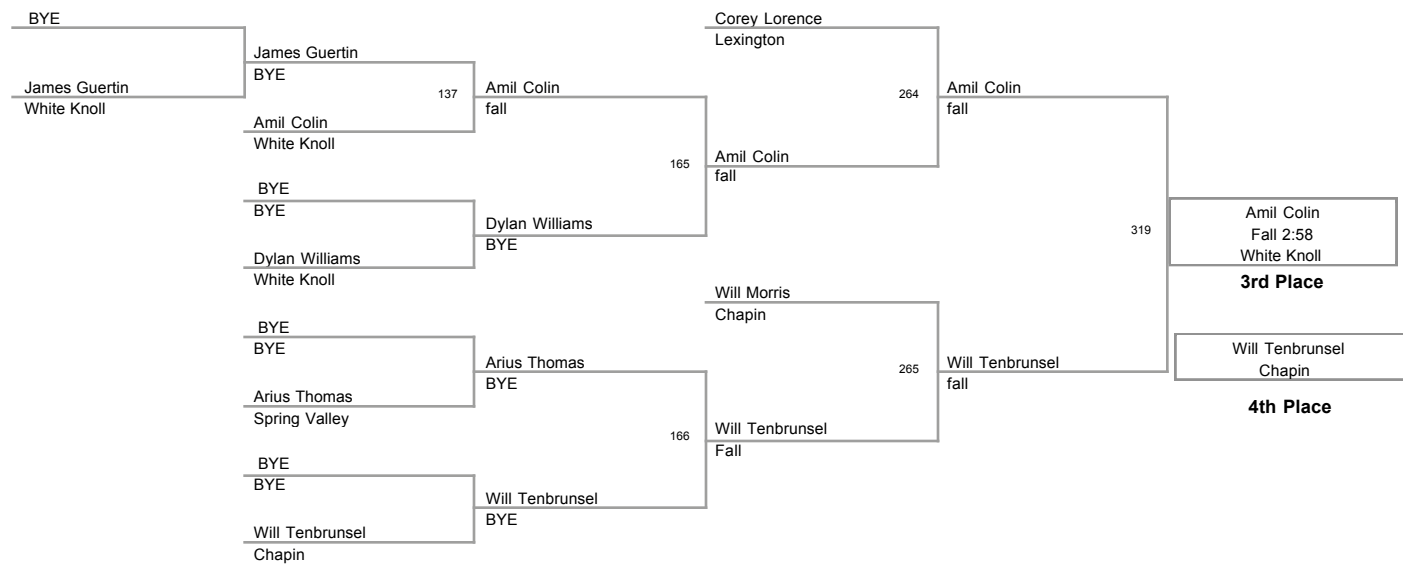 BYE
James Guertin
White Knoll
James Guertin
BYE
137
Amil Colin
White Knoll
BYE
BYE
Dylan Williams
White Knoll
BYE
BYE
Arius Thomas
Spring Valley
BYE
BYE
Will Tenbrunsel
Chapin
Amil Colin
fall
165
Dylan Williams
BYE
Arius Thomas
BYE
166
Will Tenbrunsel
BYE
Corey Lorence
Lexington
264
Amil Colin
fall
Will Morris
Chapin
265
Will Tenbrunsel
Fall
Amil Colin
fall
319
Will Tenbrunsel
fall
Amil Colin
Fall 2:58
White Knoll
3rd Place
Will Tenbrunsel
Chapin
4th Place